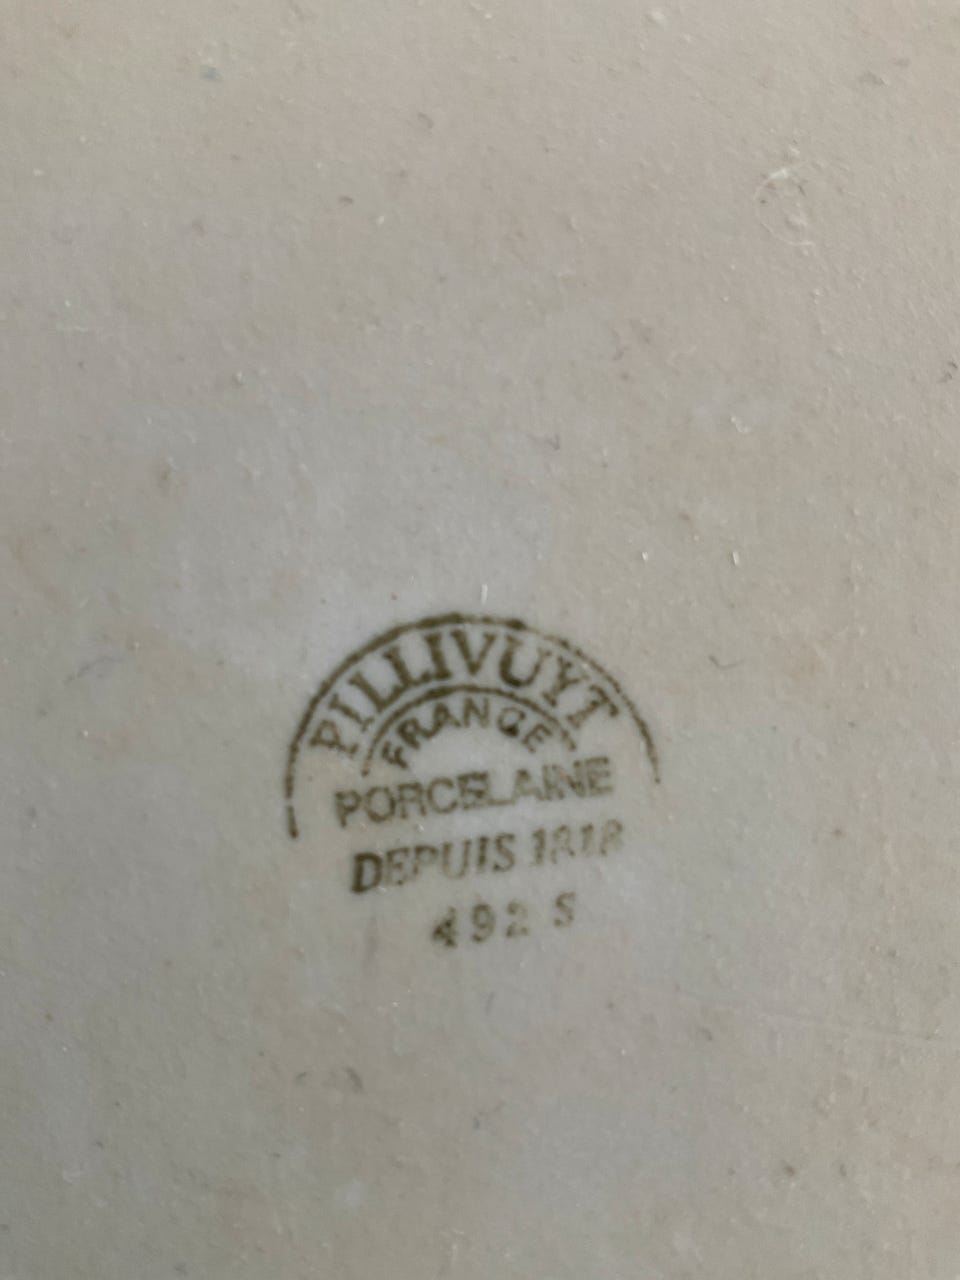 PILLIVUYT
FRANCE
PORCELAINE
DEPUIS 1818
492 S